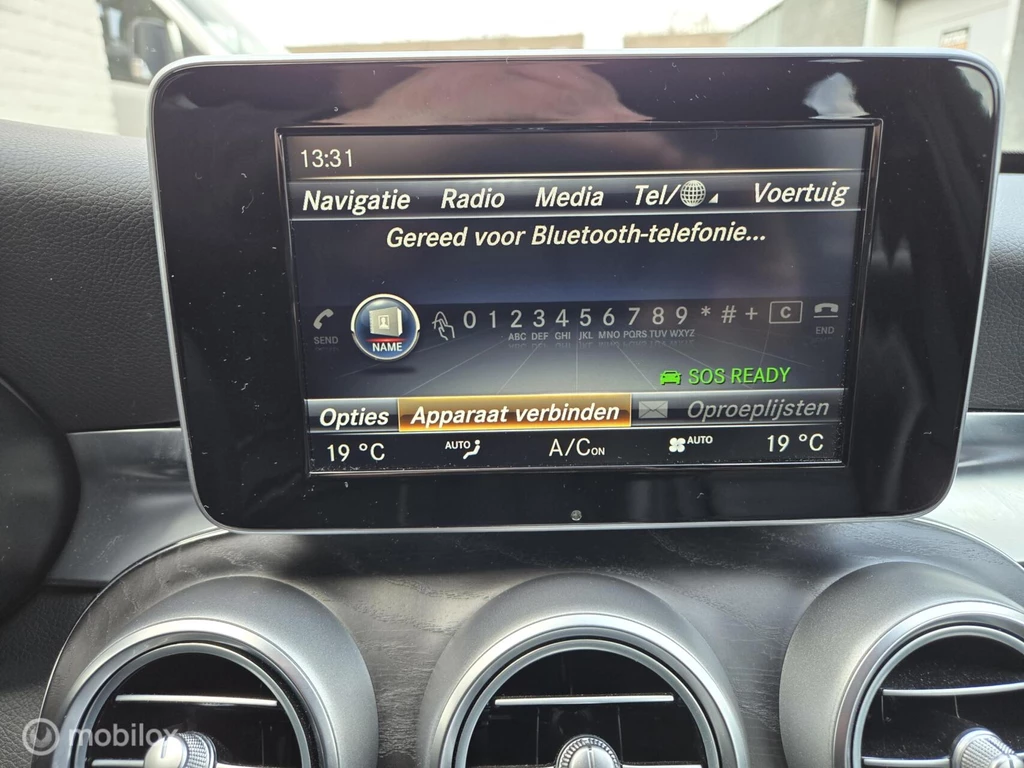 13:31
Navigatie Radio Media Tel/ Voertuig
Gereed voor Bluetooth-telefonie...
SEND NAME 0 1 2 3 4 5 6 7 8 9 * # + C END
ABC DEF GHI JKL MNO PQRS TUV WXYZ
SOS READY
Opties Apparaat verbinden Oproeplijsten
19 °C AUTO A/C ON AUTO 19 °C
mobilox